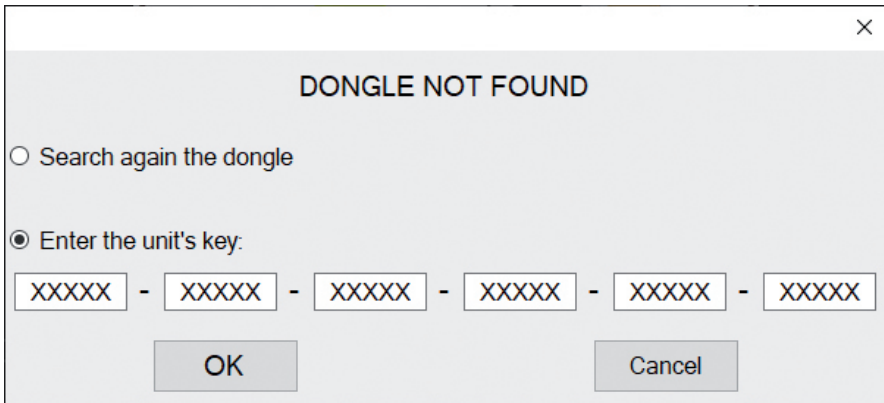 DONGLE NOT FOUND
Search again the dongle
Enter the unit's key:
XXXXX - XXXXX - XXXXX - XXXXX - XXXXX - XXXXX
OK Cancel